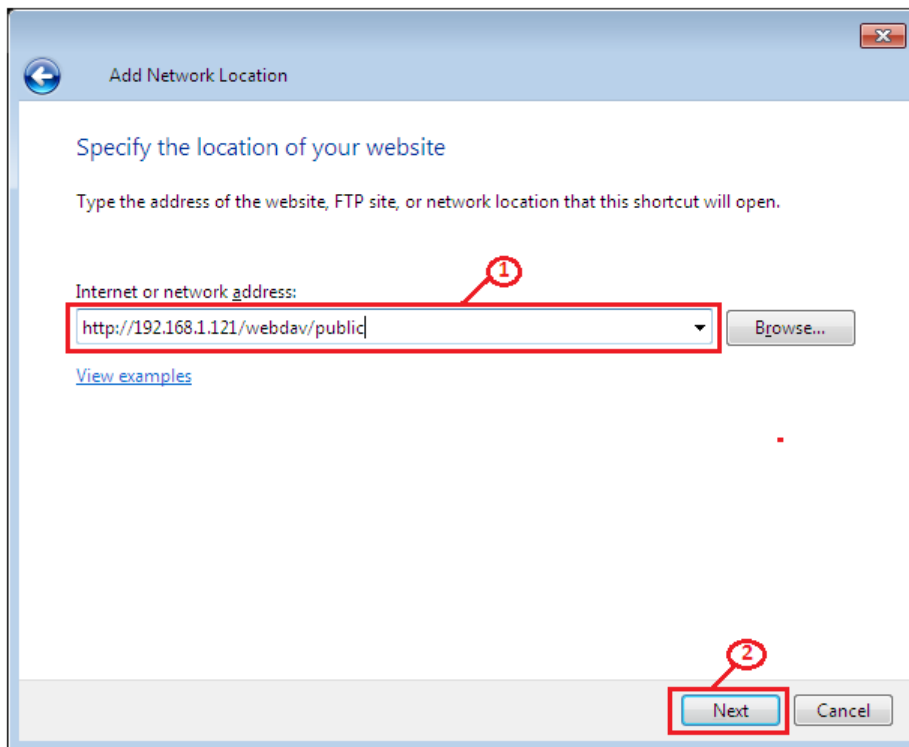 Add Network Location
Specify the location of your website
Type the address of the website, FTP site, or network location that this shortcut will open.
1
Internet or network address:
http://192.168.1.121/webdav/public
Browse...
View examples
2
Next
Cancel